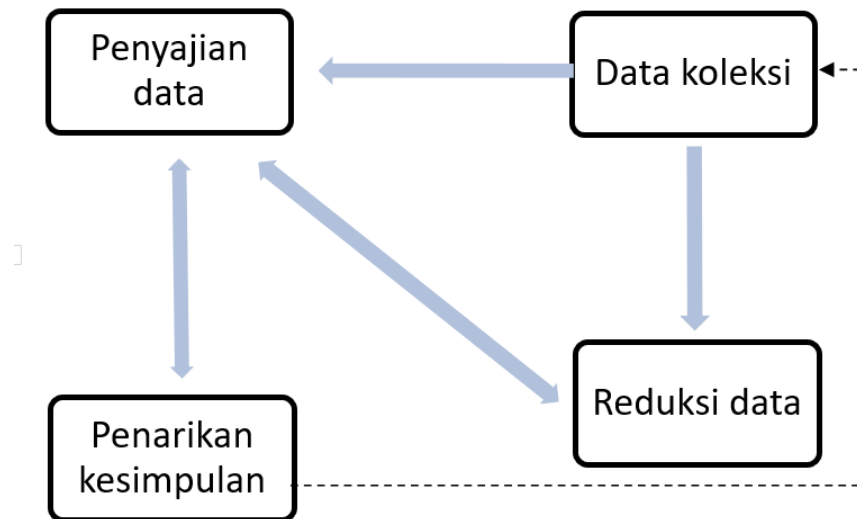 Penyajian
data
Data koleksi
Reduksi data
Penarikan
kesimpulan